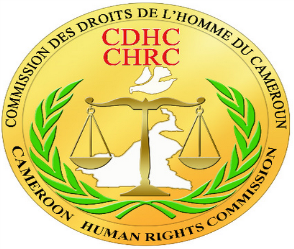 COMMISSION DES DROITS DE L'HOMME DU CAMEROUN
CDHC
CHRC
CAMEROON HUMAN RIGHTS COMMISSION